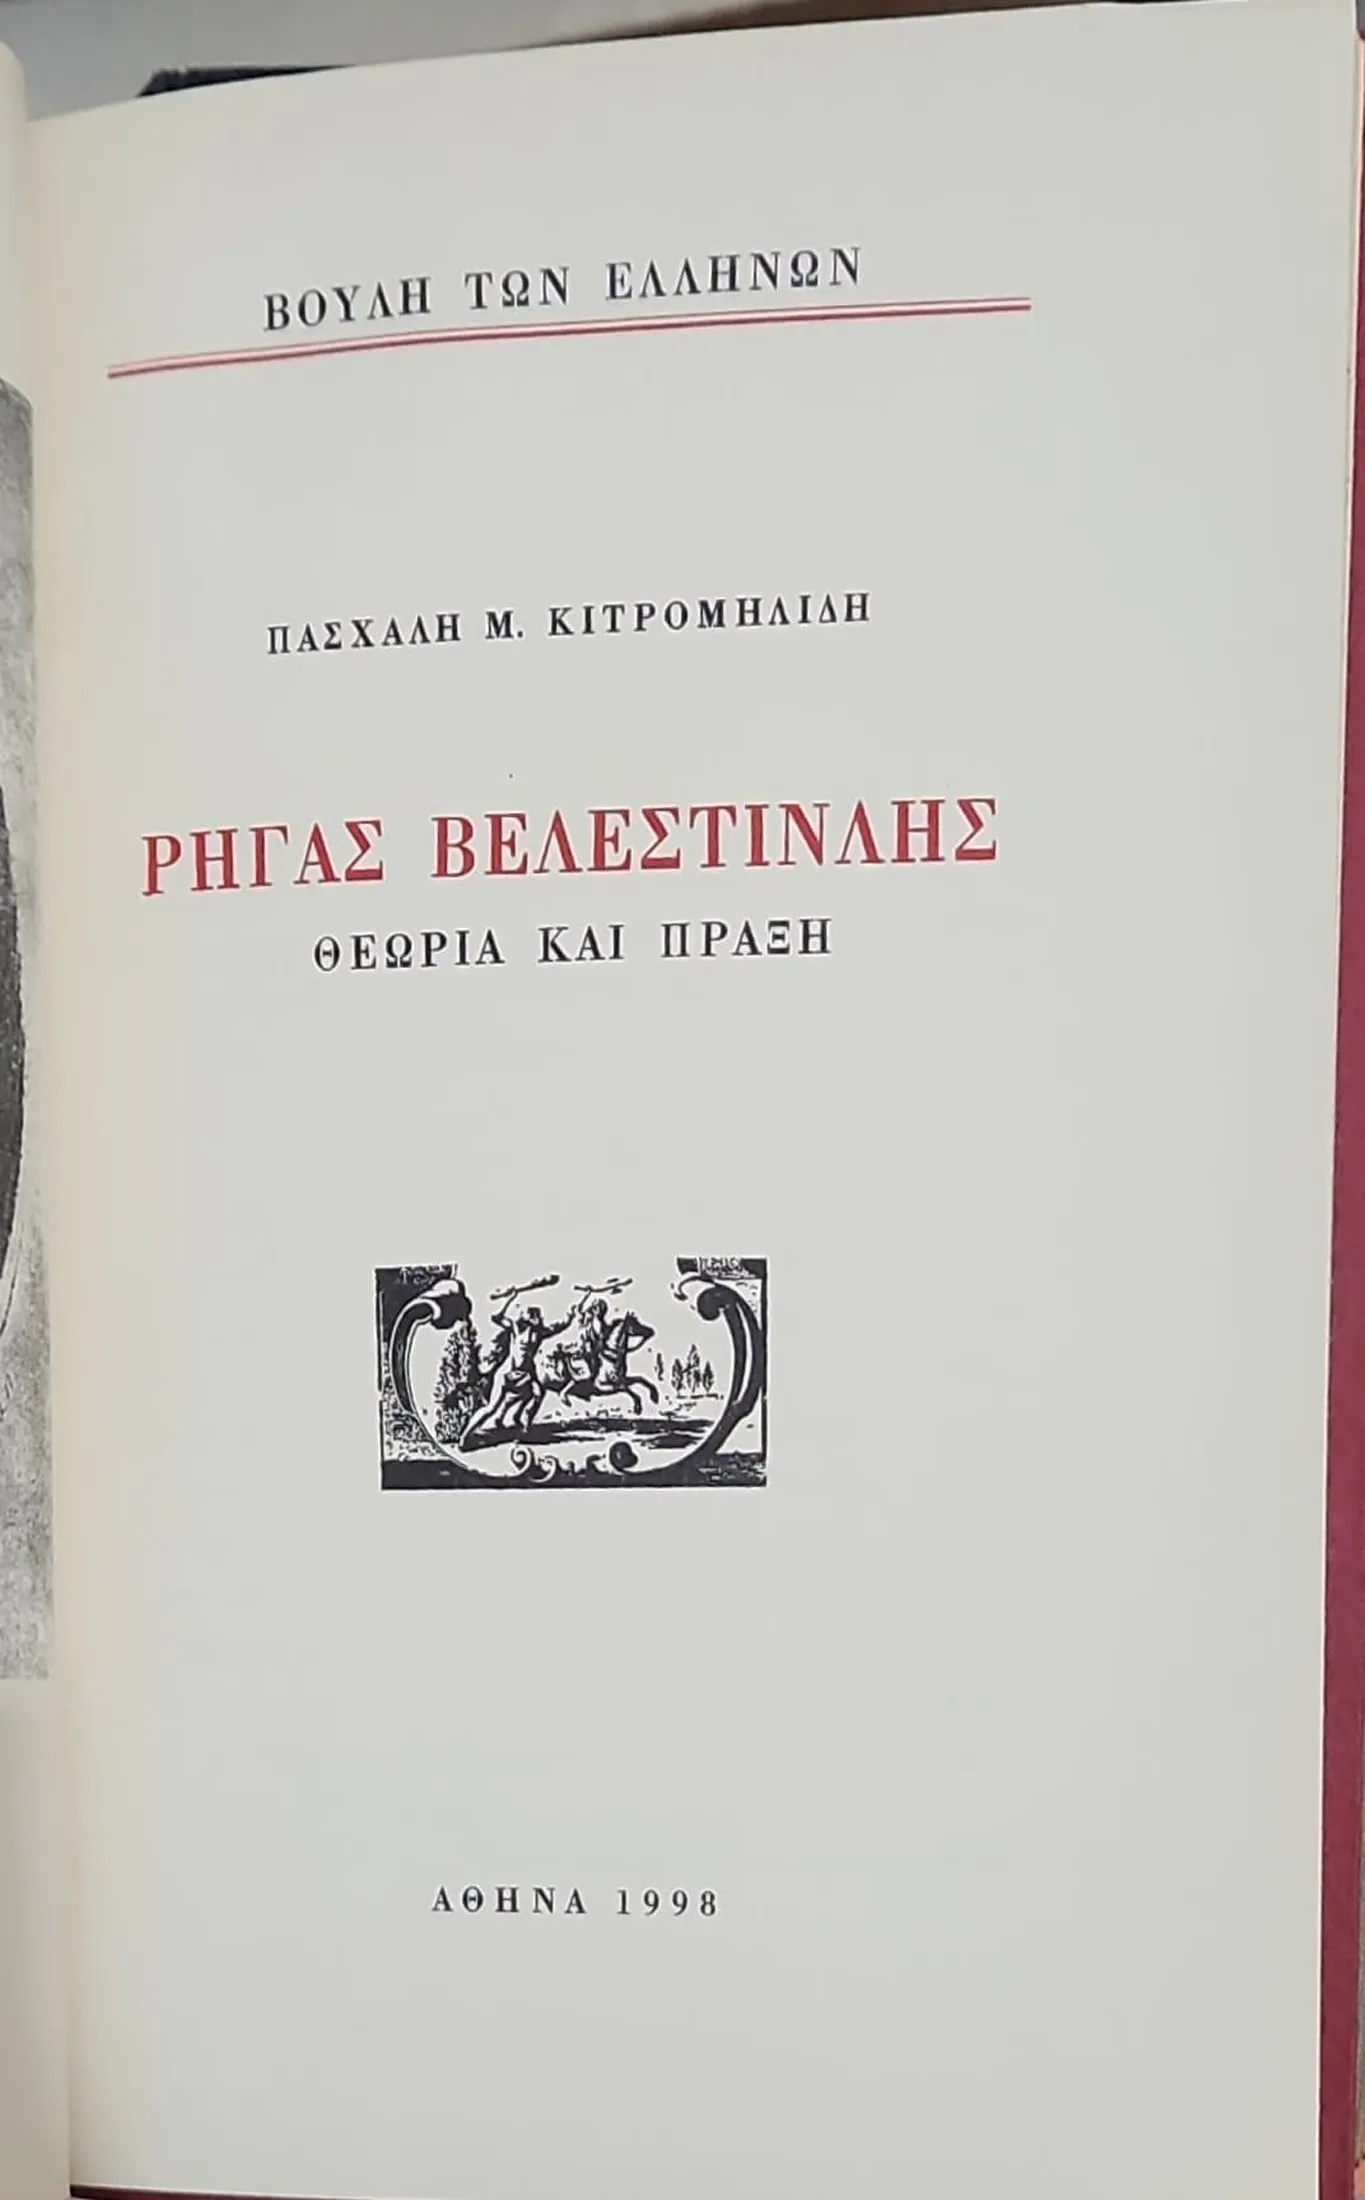 ΒΟΥΛΗ ΤΩΝ ΕΛΛΗΝΩΝ
ΠΑΣΧΑΛΗ Μ. ΚΙΤΡΟΜΗΛΙΔΗ
ΡΗΓΑΣ ΒΕΛΕΣΤΙΝΛΗΣ
ΘΕΩΡΙΑ ΚΑΙ ΠΡΑΞΗ
ΑΘΗΝΑ 1998